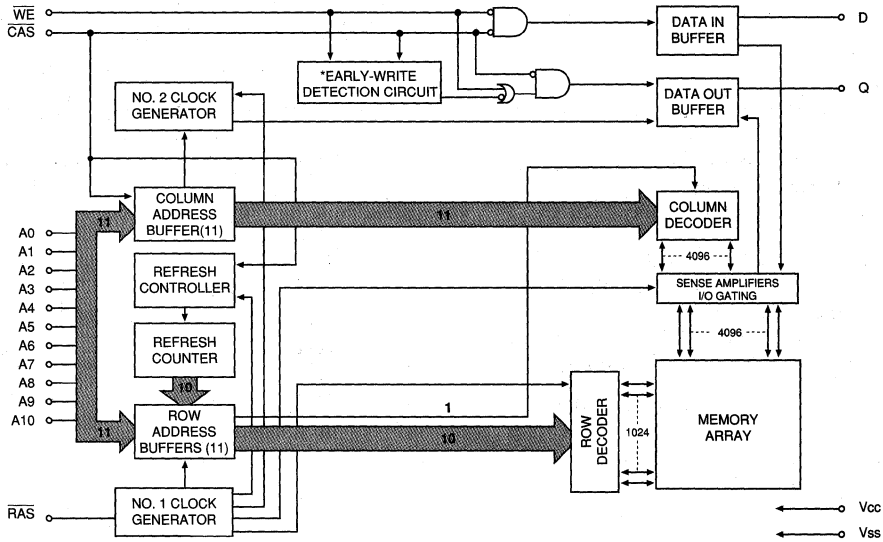 WE
CAS
DATA IN
BUFFER
D
*EARLY-WRITE
DETECTION CIRCUIT
NO. 2 CLOCK
GENERATOR
DATA OUT
BUFFER
Q
COLUMN
ADDRESS
BUFFER(11)
11
11
COLUMN
DECODER
A0
A1
A2
A3
A4
A5
A6
A7
A8
A9
A10
4096
REFRESH
CONTROLLER
SENSE AMPLIFIERS
I/O GATING
4096
REFRESH
COUNTER
10
ROW
ADDRESS
BUFFERS (11)
11
1
10
ROW
DECODER
1024
MEMORY
ARRAY
RAS
NO. 1 CLOCK
GENERATOR
Vcc
Vss